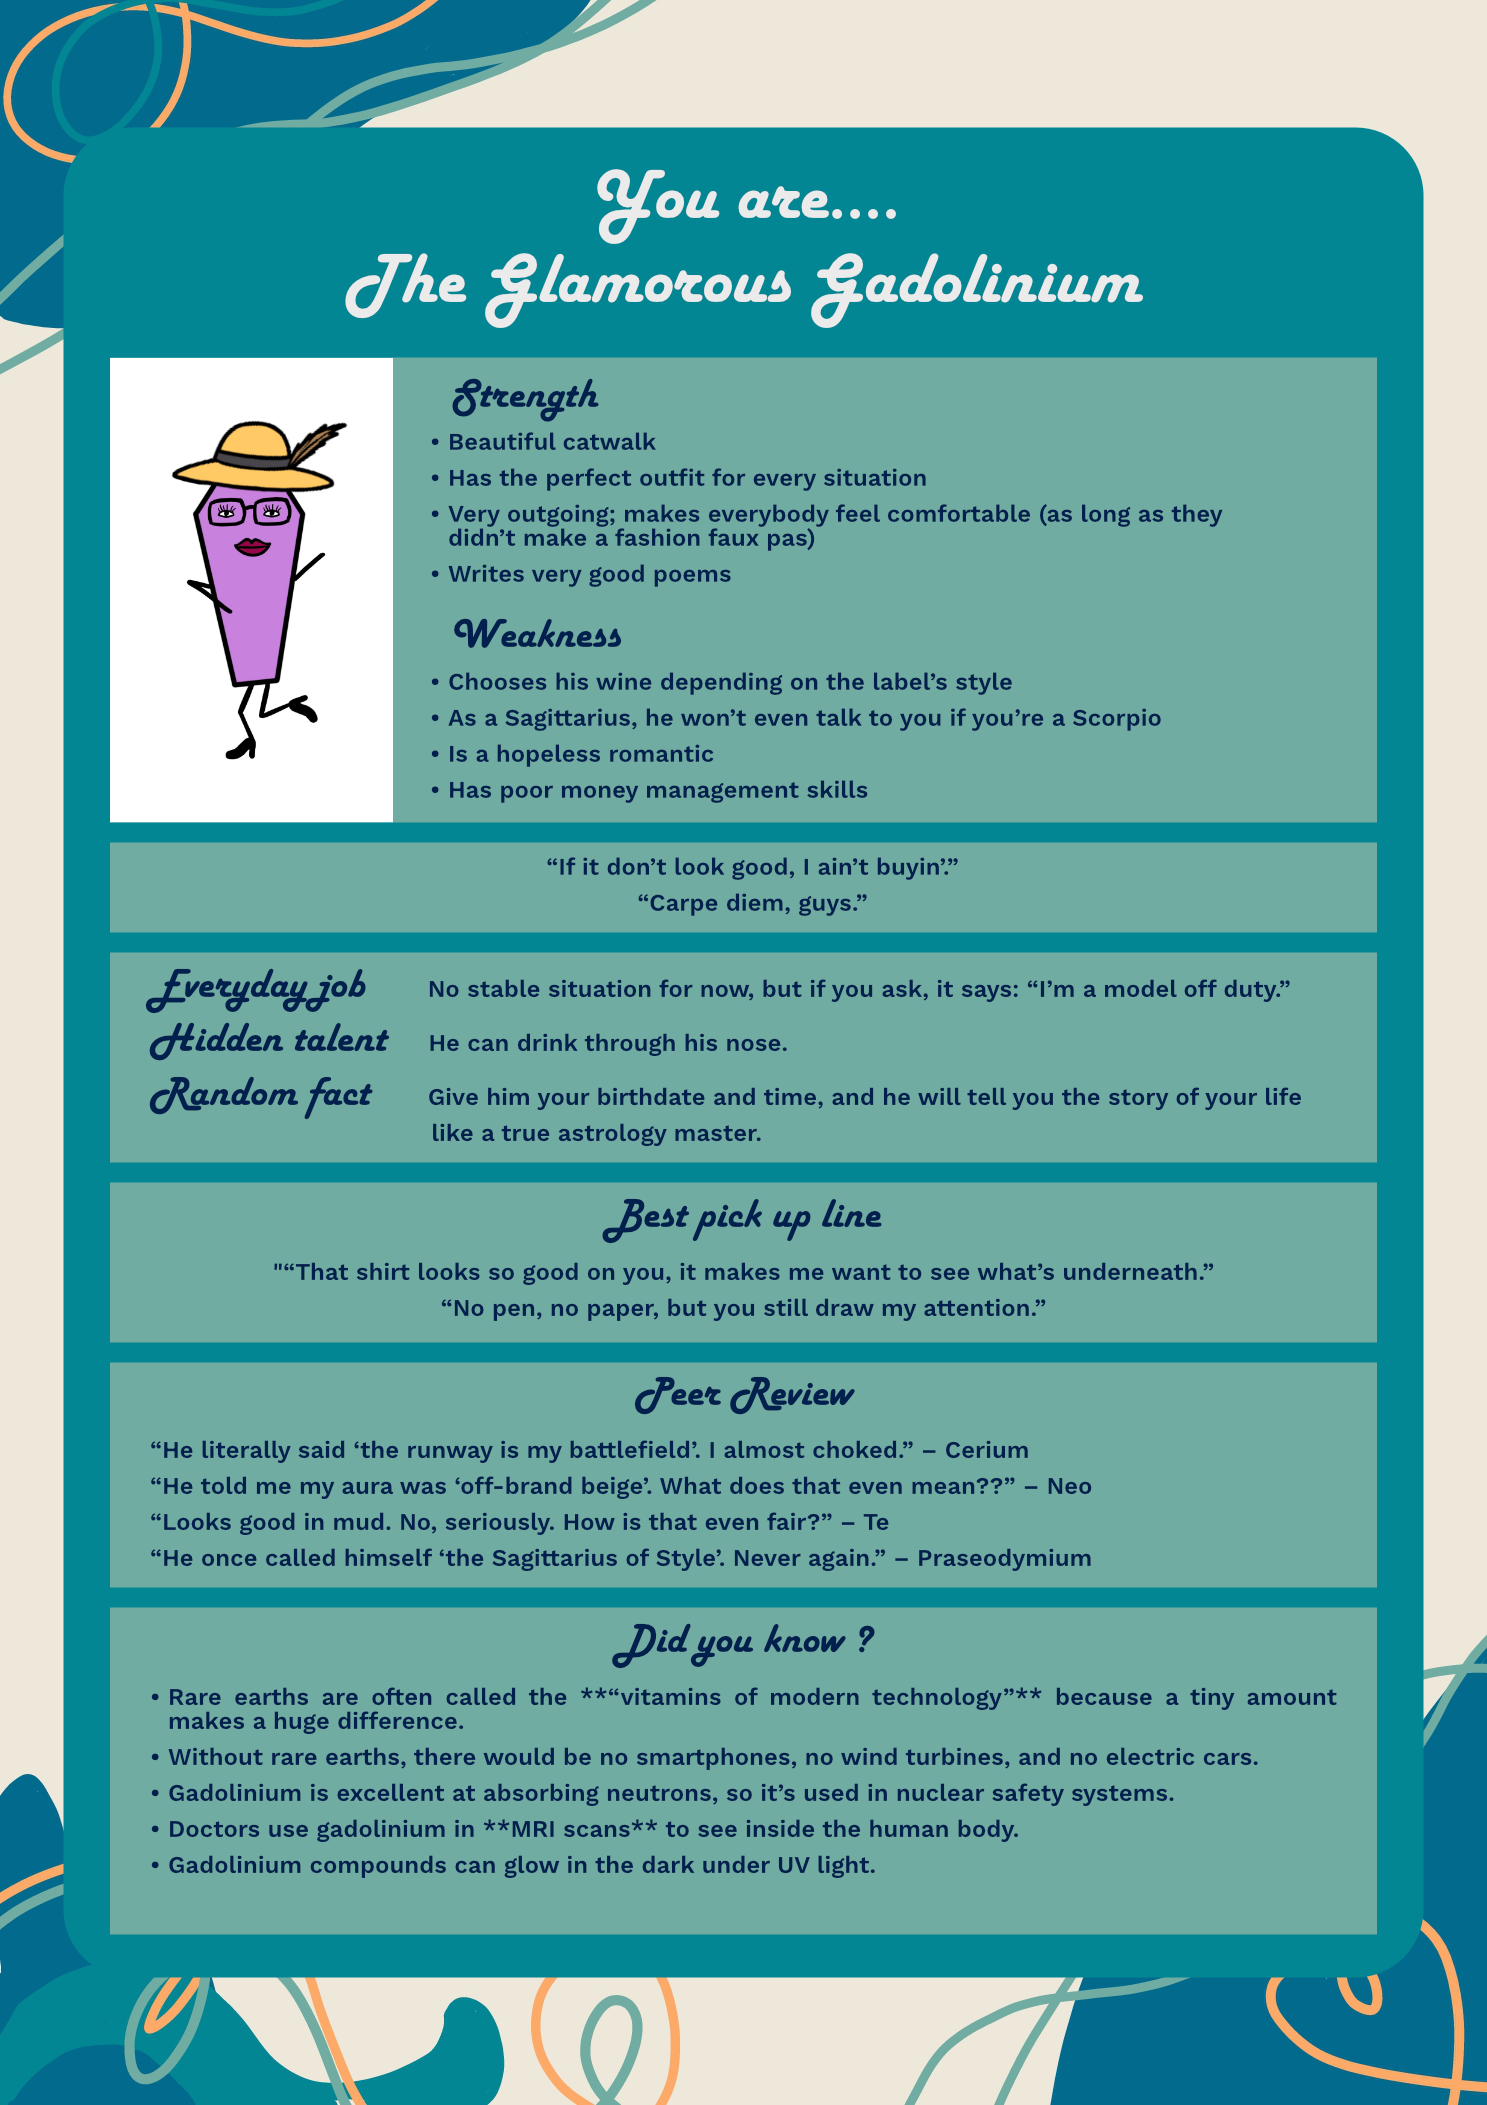 You are....
The Glamorous Gadolinium
Strength
• Beautiful catwalk
• Has the perfect outfit for every situation
• Very outgoing; makes everybody feel comfortable (as long as they
didn’t make a fashion faux pas)
• Writes very good poems
Weakness
• Chooses his wine depending on the label’s style
• As a Sagittarius, he won’t even talk to you if you’re a Scorpio
• Is a hopeless romantic
• Has poor money management skills
“If it don’t look good, I ain’t buyin’.”
“Carpe diem, guys.”
Everyday job No stable situation for now, but if you ask, it says: “I’m a model off duty.”
Hidden talent He can drink through his nose.
Random fact Give him your birthdate and time, and he will tell you the story of your life
like a true astrology master.
Best pick up line
"“That shirt looks so good on you, it makes me want to see what’s underneath.”
“No pen, no paper, but you still draw my attention.”
Peer Review
“He literally said ‘the runway is my battlefield’. I almost choked.” – Cerium
“He told me my aura was ‘off-brand beige’. What does that even mean??” – Neo
“Looks good in mud. No, seriously. How is that even fair?” – Te
“He once called himself ‘the Sagittarius of Style’. Never again.” – Praseodymium
Did you know ?
• Rare earths are often called the **“vitamins of modern technology”** because a tiny amount
makes a huge difference.
• Without rare earths, there would be no smartphones, no wind turbines, and no electric cars.
• Gadolinium is excellent at absorbing neutrons, so it’s used in nuclear safety systems.
• Doctors use gadolinium in **MRI scans** to see inside the human body.
• Gadolinium compounds can glow in the dark under UV light.